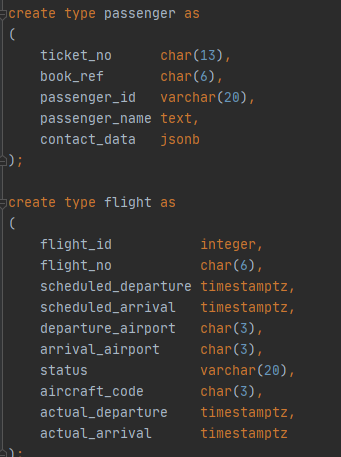 create type passenger as
(
    ticket_no      char(13),
    book_ref       char(6),
    passenger_id   varchar(20),
    passenger_name text,
    contact_data   jsonb
);
create type flight as
(
    flight_id           integer,
    flight_no           char(6),
    scheduled_departure timestamptz,
    scheduled_arrival   timestamptz,
    departure_airport   char(3),
    arrival_airport     char(3),
    status              varchar(20),
    aircraft_code       char(3),
    actual_departure    timestamptz,
    actual_arrival      timestamptz
);